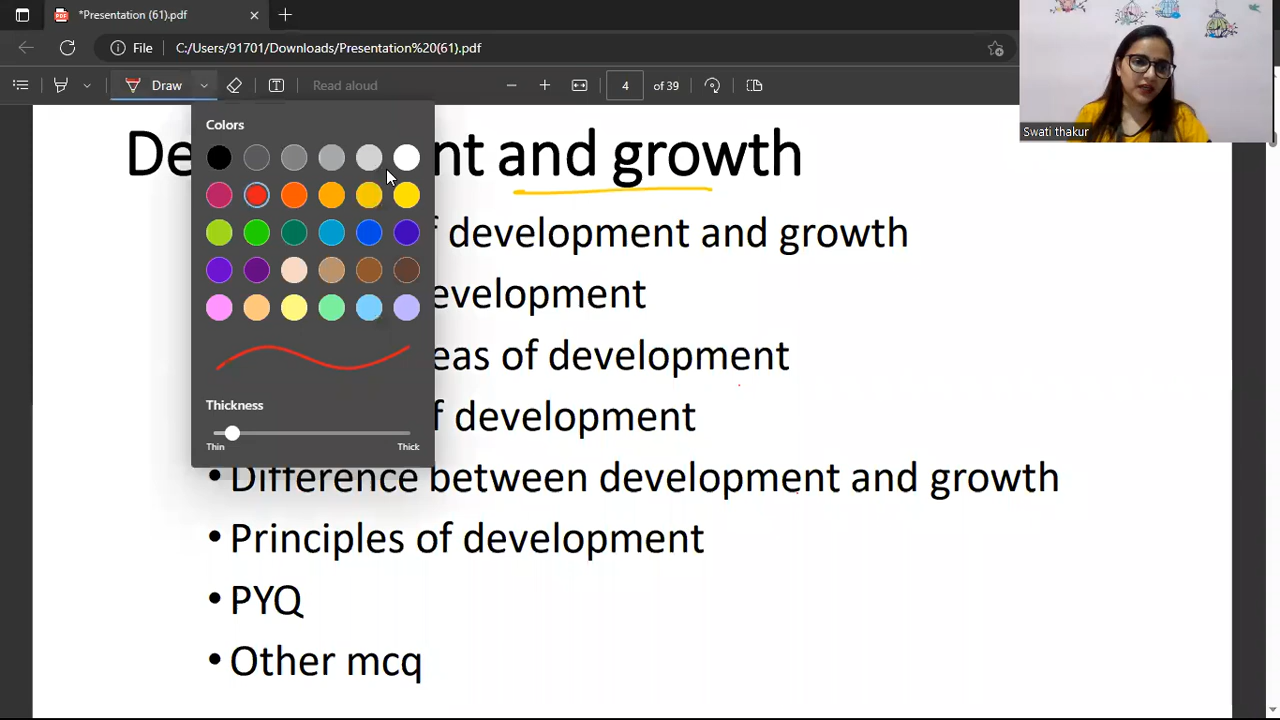 *Presentation (61).pdf
File C:/Users/91701/Downloads/Presentation%20(61).pdf
Draw Read aloud 4 of 39
Swati thakur
Colors
Thickness
Thin Thick
De nt and growth
f development and growth
evelopment
eas of development
f development
• Difference between development and growth
• Principles of development
• PYQ
• Other mcq